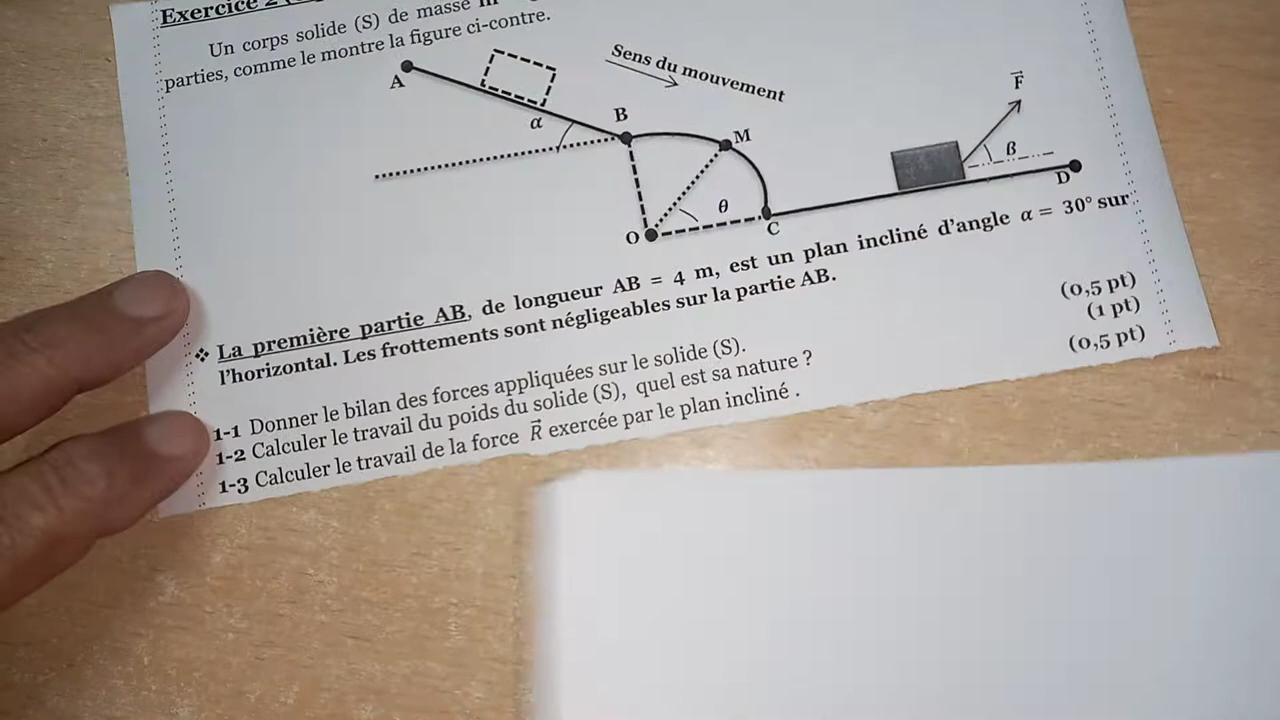 Exercice 2
Un corps solide (S) de masse
parties, comme le montre la figure ci-contre.
Sens du mouvement
A
α
B
M
F⃗
β
D
O
θ
C
❖ La première partie AB, de longueur AB = 4 m, est un plan incliné d'angle α = 30° sur
l'horizontal. Les frottements sont négligeables sur la partie AB.
1-1 Donner le bilan des forces appliquées sur le solide (S). (0,5 pt)
1-2 Calculer le travail du poids du solide (S), quel est sa nature ? (1 pt)
1-3 Calculer le travail de la force R⃗ exercée par le plan incliné . (0,5 pt)